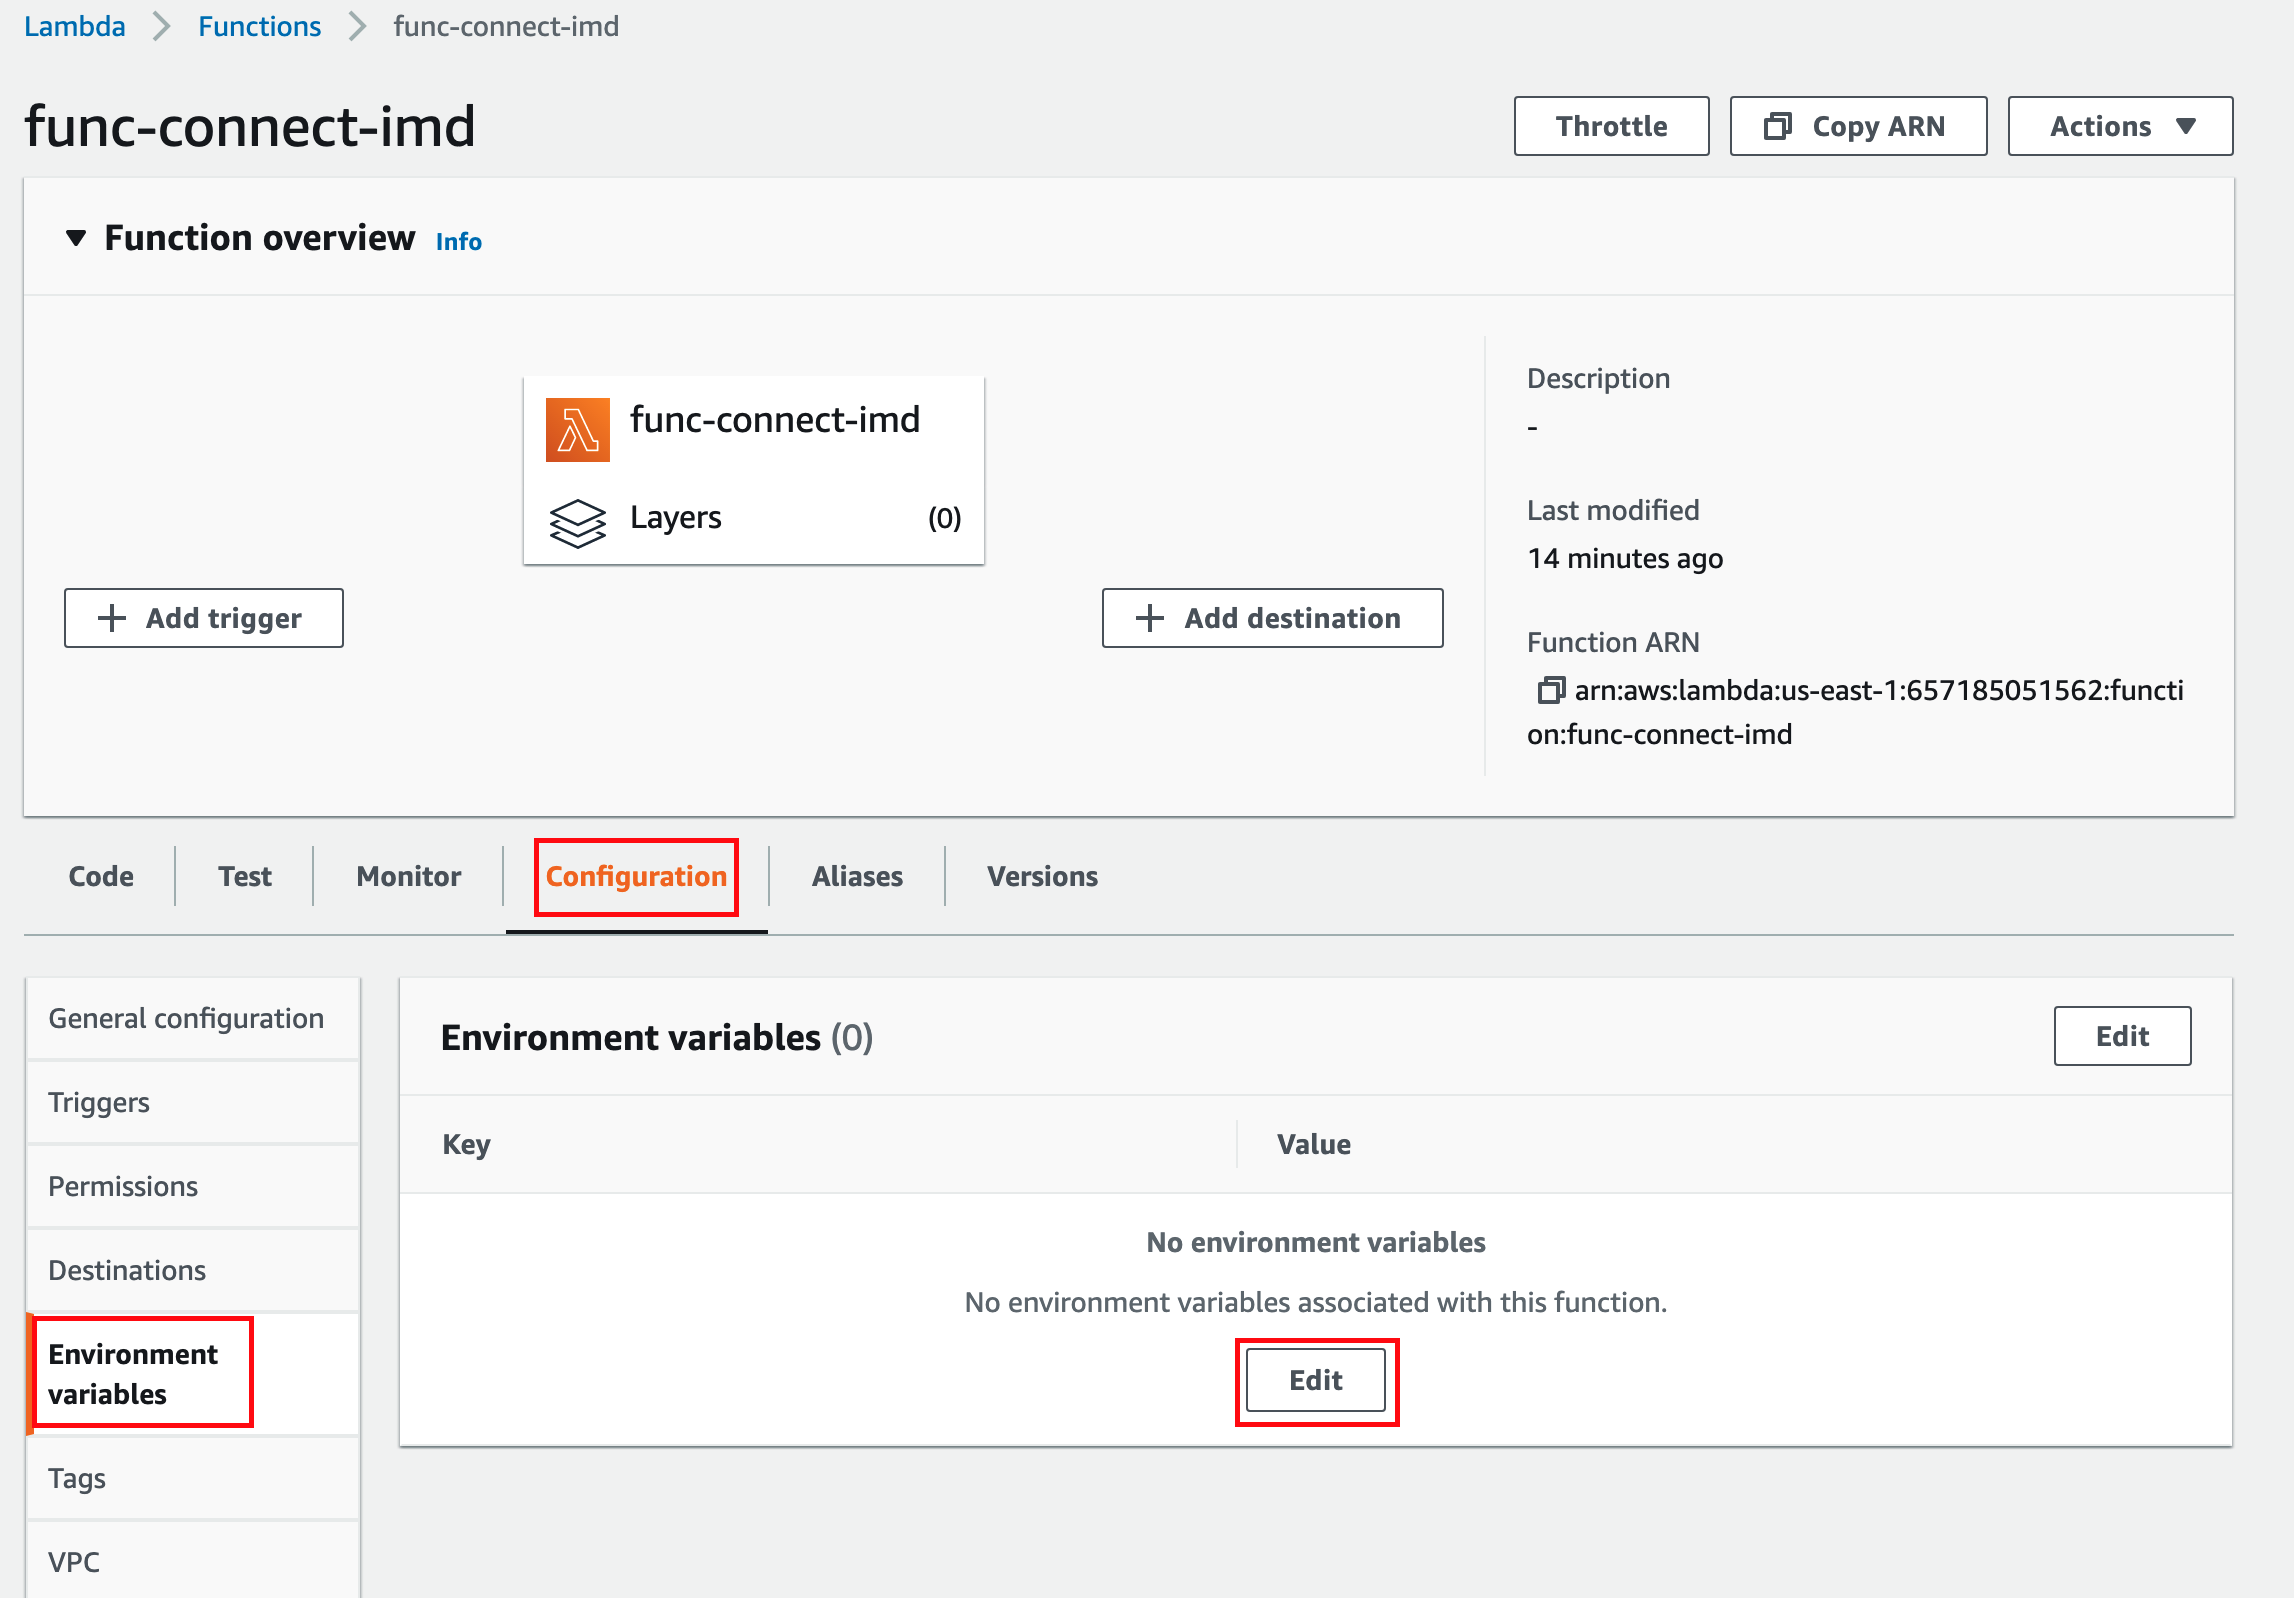 Lambda > Functions > func-connect-imd
func-connect-imd
Throttle
Copy ARN
Actions
Function overview Info
func-connect-imd
Layers (0)
Add trigger
Add destination
Description
-
Last modified
14 minutes ago
Function ARN
arn:aws:lambda:us-east-1:657185051562:functi
on:func-connect-imd
Code
Test
Monitor
Configuration
Aliases
Versions
General configuration
Triggers
Permissions
Destinations
Environment
variables
Tags
VPC
Environment variables (0)
Edit
Key
Value
No environment variables
No environment variables associated with this function.
Edit